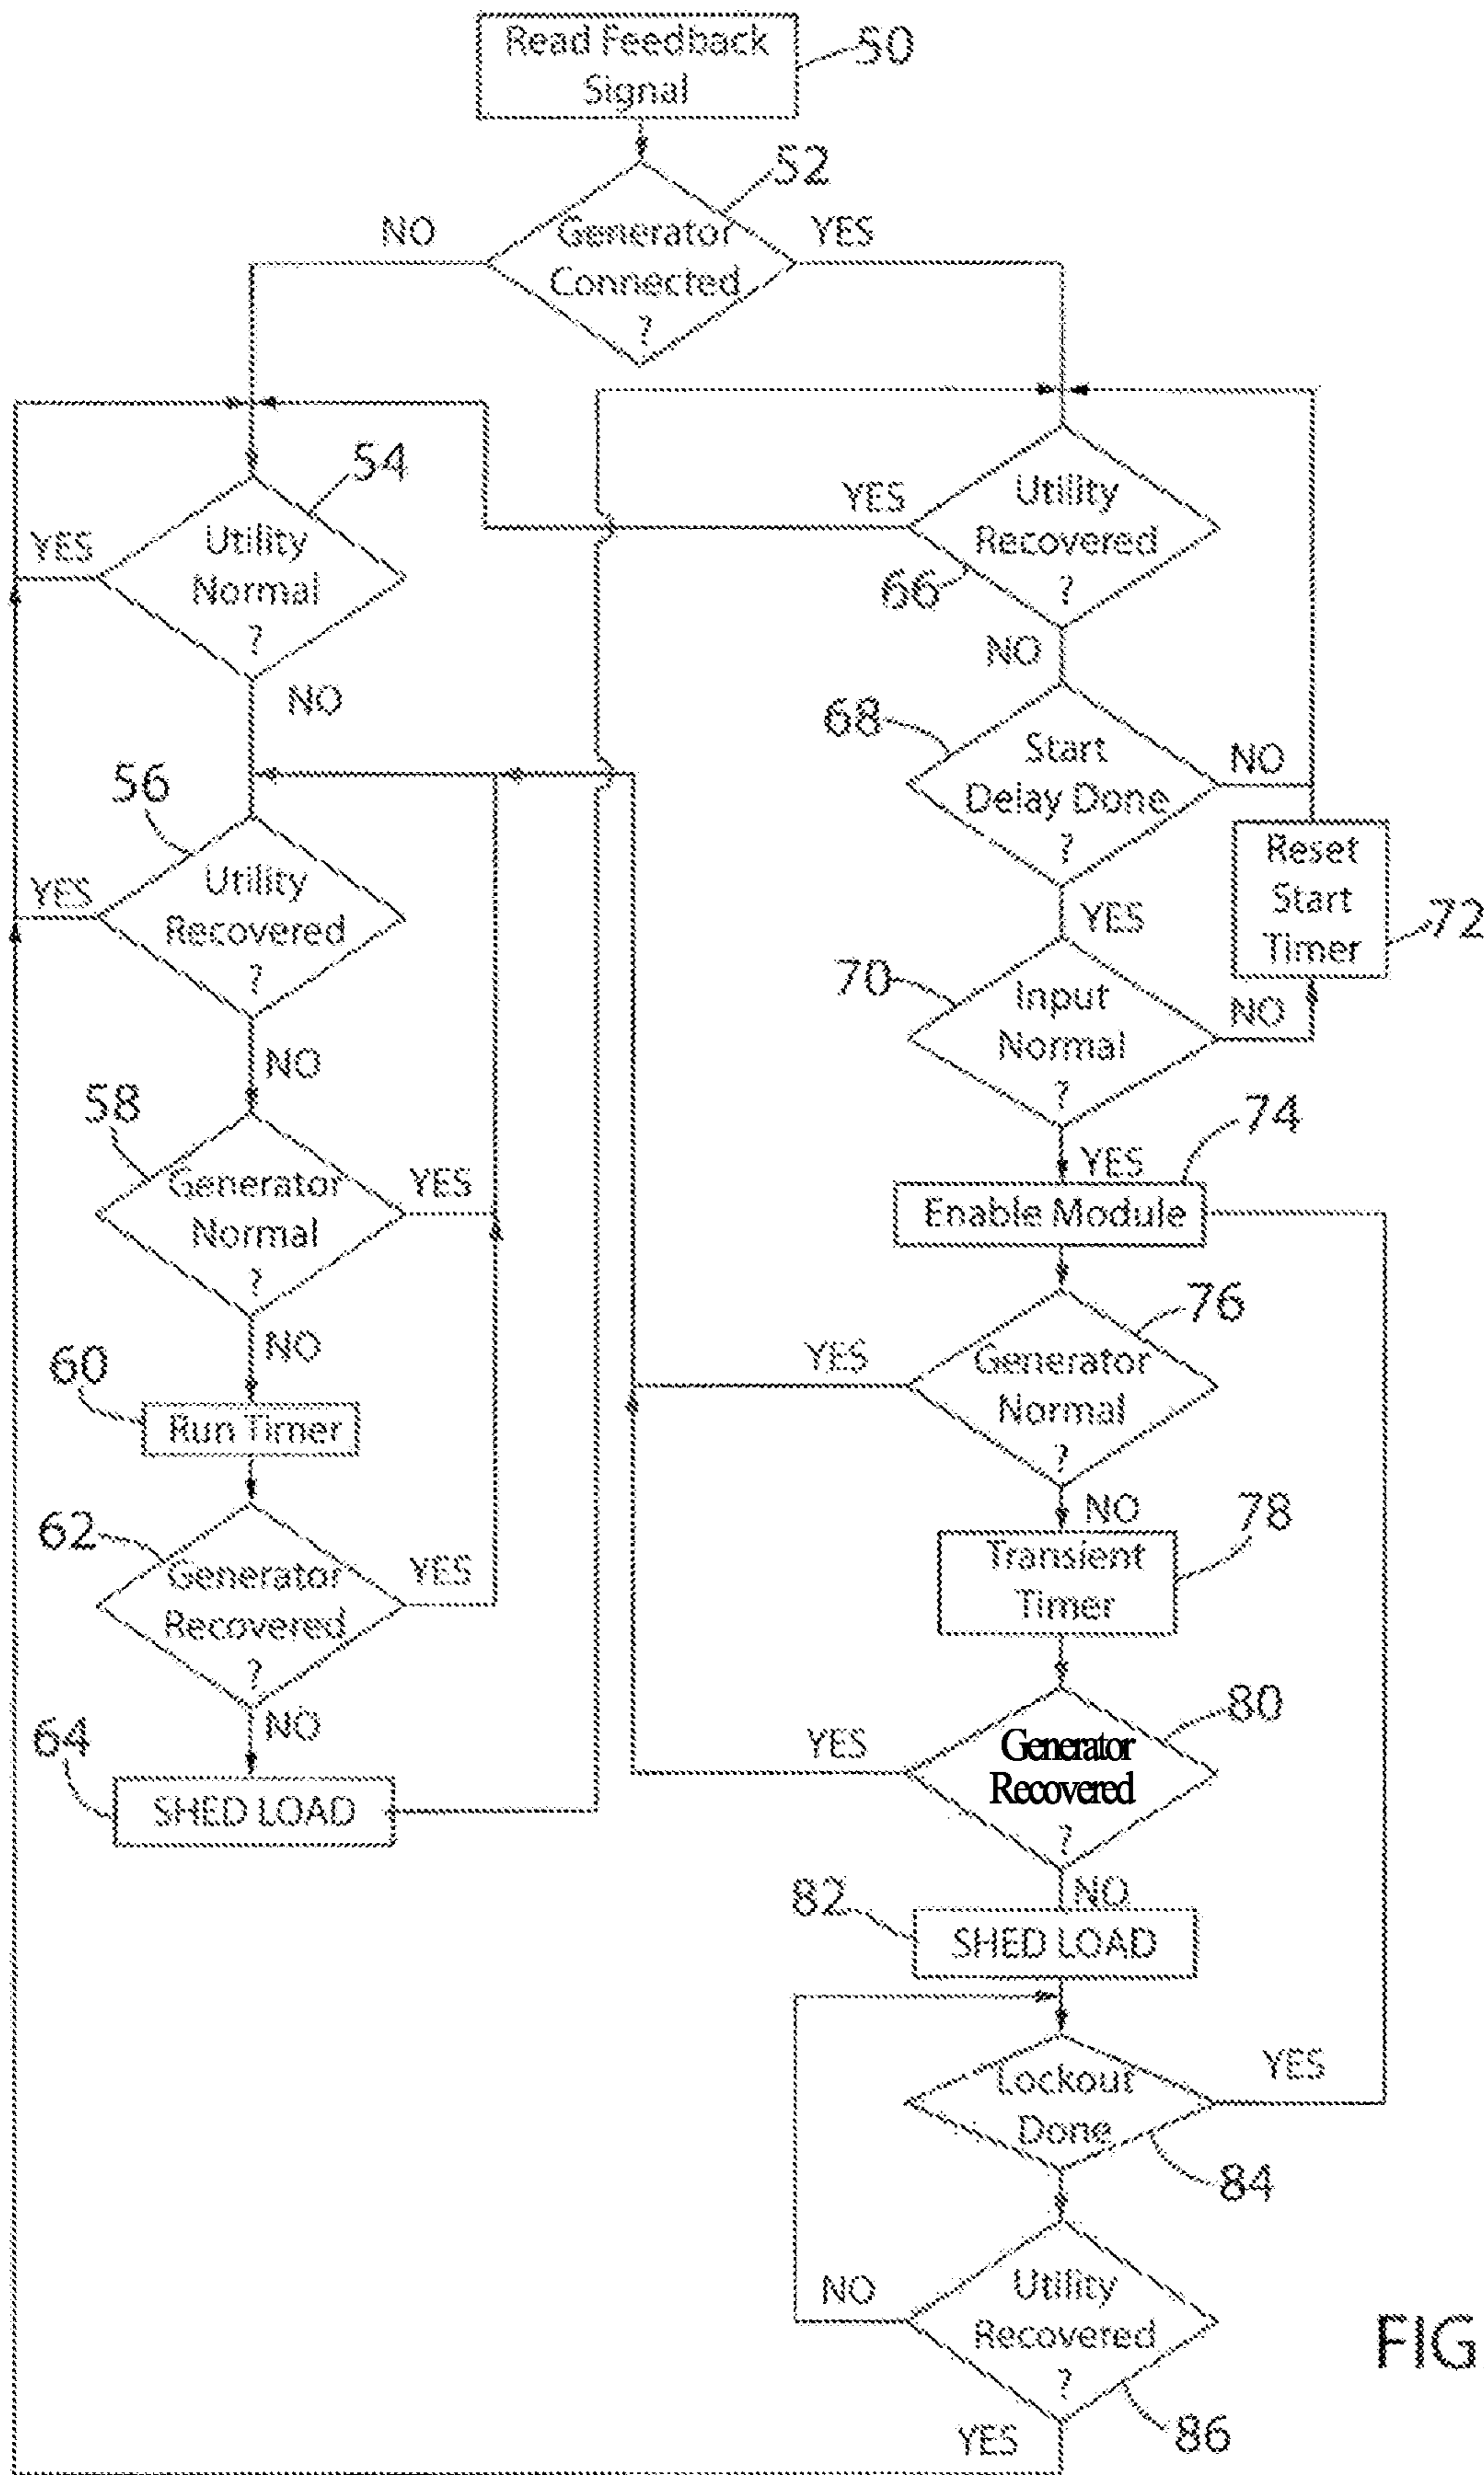 Read Feedback
Signal
50
52
Generator
Connected
?
NO
YES
54
Utility
Normal
?
YES
NO
56
Utility
Recovered
?
YES
NO
58
Generator
Normal
?
YES
NO
60
Run Timer
62
Generator
Recovered
?
YES
NO
64
SHED LOAD
Utility
Recovered
?
66
YES
NO
68
Start
Delay Done
?
NO
YES
Reset
Start
Timer
72
70
Input
Normal
?
NO
YES
74
Enable Module
76
Generator
Normal
?
YES
NO
78
Transient
Timer
80
Generator
Recovered
?
YES
NO
82
SHED LOAD
Lockout
Done
YES
84
Utility
Recovered
?
NO
YES
86
FIG